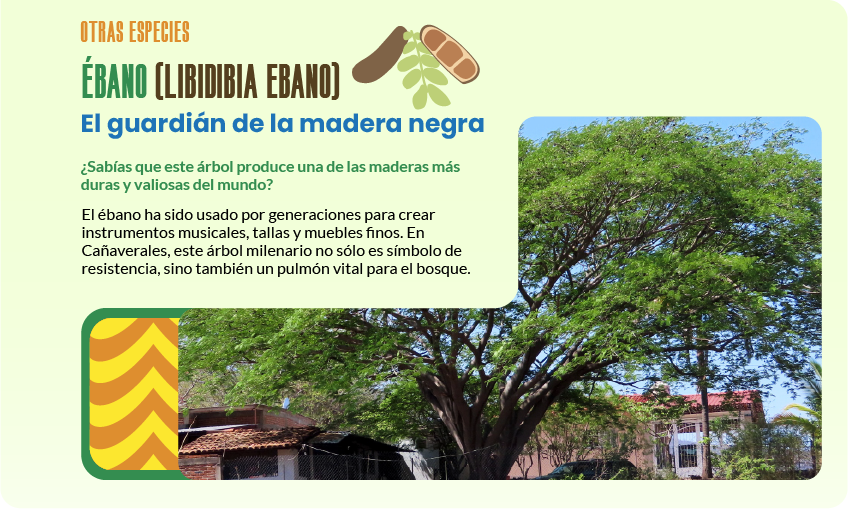 OTRAS ESPECIES
ÉBANO (LIBIDIBIA EBANO)
El guardián de la madera negra
¿Sabías que este árbol produce una de las maderas más
duras y valiosas del mundo?
El ébano ha sido usado por generaciones para crear
instrumentos musicales, tallas y muebles finos. En
Cañaverales, este árbol milenario no sólo es símbolo de
resistencia, sino también un pulmón vital para el bosque.